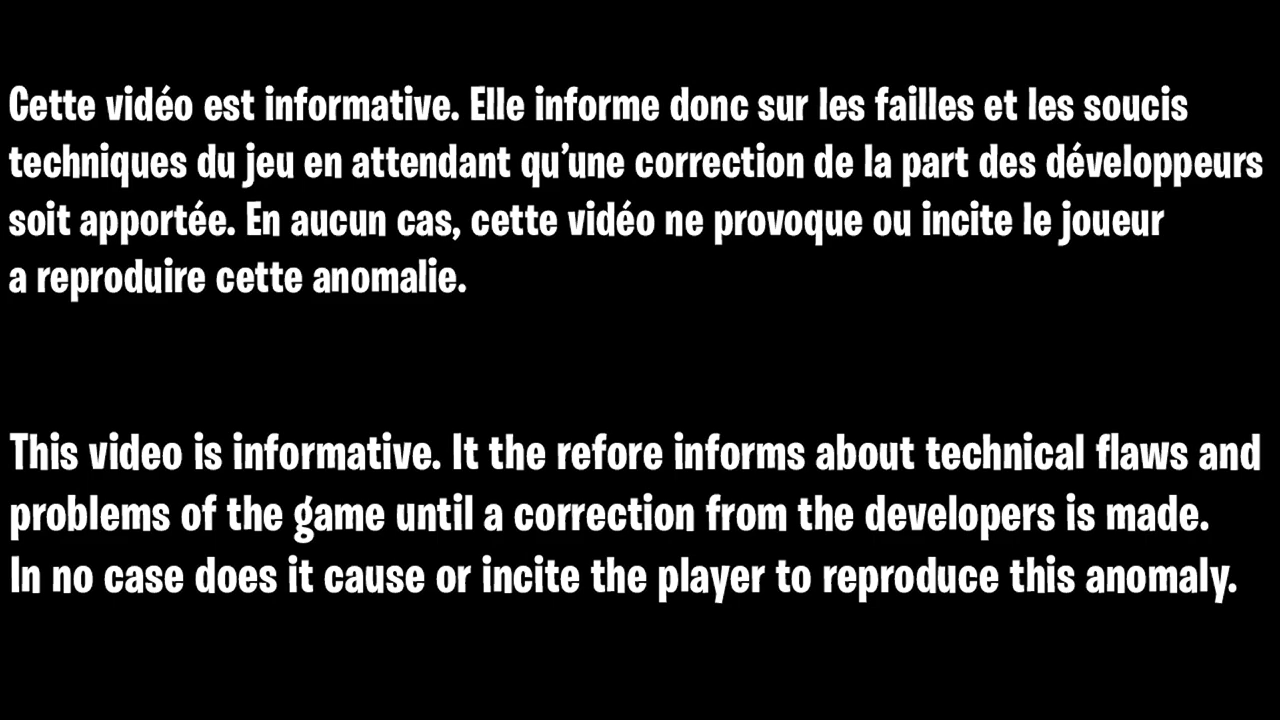 Cette vidéo est informative. Elle informe donc sur les failles et les soucis
techniques du jeu en attendant qu’une correction de la part des développeurs
soit apportée. En aucun cas, cette vidéo ne provoque ou incite le joueur
a reproduire cette anomalie.
This video is informative. It the refore informs about technical flaws and
problems of the game until a correction from the developers is made.
In no case does it cause or incite the player to reproduce this anomaly.